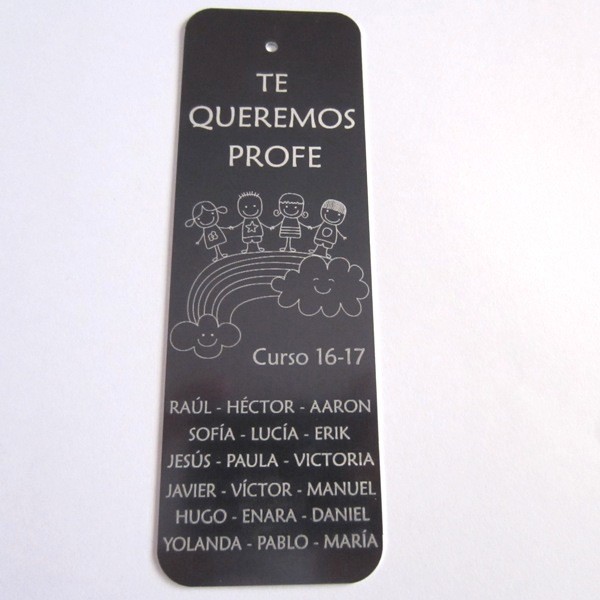 TE
QUEREMOS
PROFE
Curso 16-17
RAÚL - HÉCTOR - AARON
SOFÍA - LUCÍA - ERIK
JESÚS - PAULA - VICTORIA
JAVIER - VÍCTOR - MANUEL
HUGO - ENARA - DANIEL
YOLANDA - PABLO - MARÍA